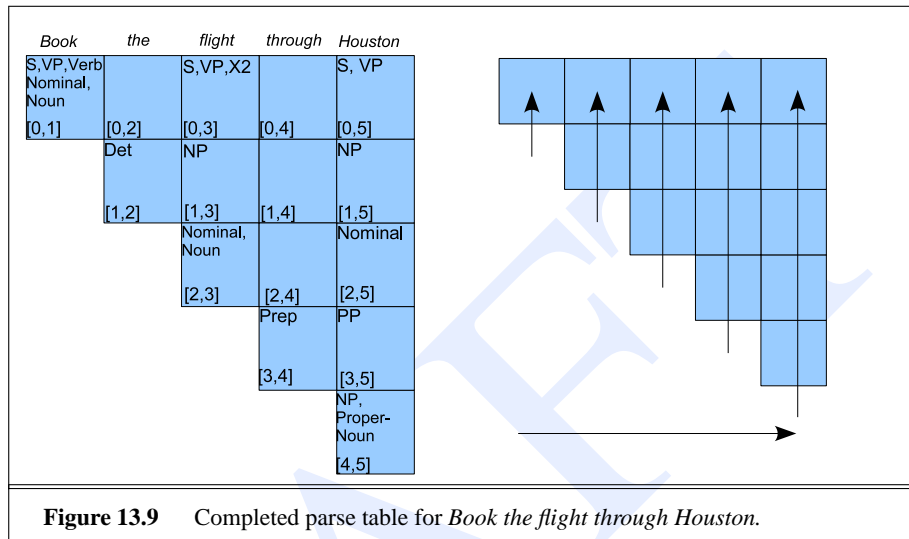 Book the flight through Houston
S,VP,Verb
Nominal,
Noun
[0,1]
[0,2]
S,VP,X2
[0,3]
[0,4]
S, VP
[0,5]
Det
[1,2]
NP
[1,3]
[1,4]
NP
[1,5]
Nominal,
Noun
[2,3]
[2,4]
Nominal
[2,5]
Prep
[3,4]
PP
[3,5]
NP,
Proper-
Noun
[4,5]
Figure 13.9 Completed parse table for Book the flight through Houston.